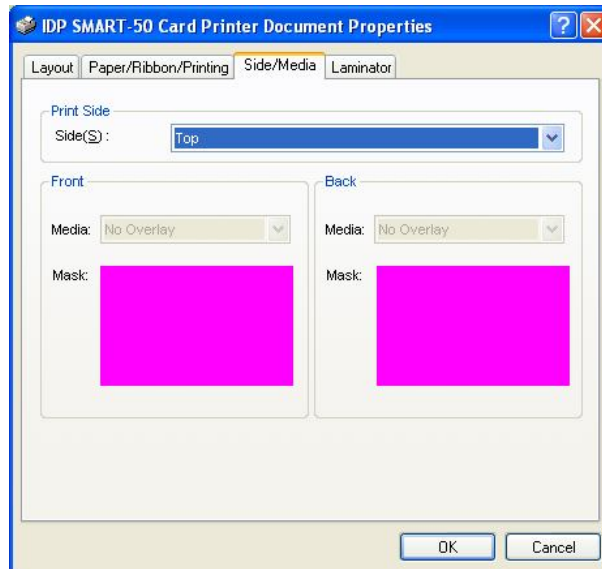 IDP SMART-50 Card Printer Document Properties
Layout Paper/Ribbon/Printing Side/Media Laminator
Print Side
Side(S) : Top
Front Back
Media: No Overlay Media: No Overlay
Mask: Mask:
OK Cancel